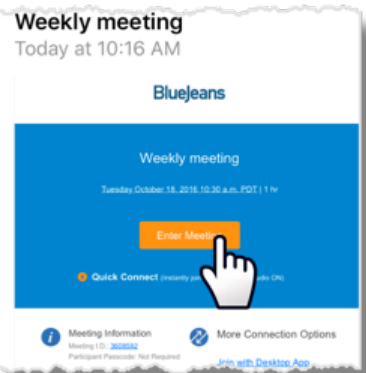 Weekly meeting
Today at 10:16 AM
BlueJeans
Weekly meeting
Tuesday October 18, 2016 10:30 a.m. PDT | 1 hr
Enter Meeting
Quick Connect (instantly ON)
Meeting Information
Meeting I.D.: 3608592
Participant Passcode: Not Required
More Connection Options
Join with Desktop App